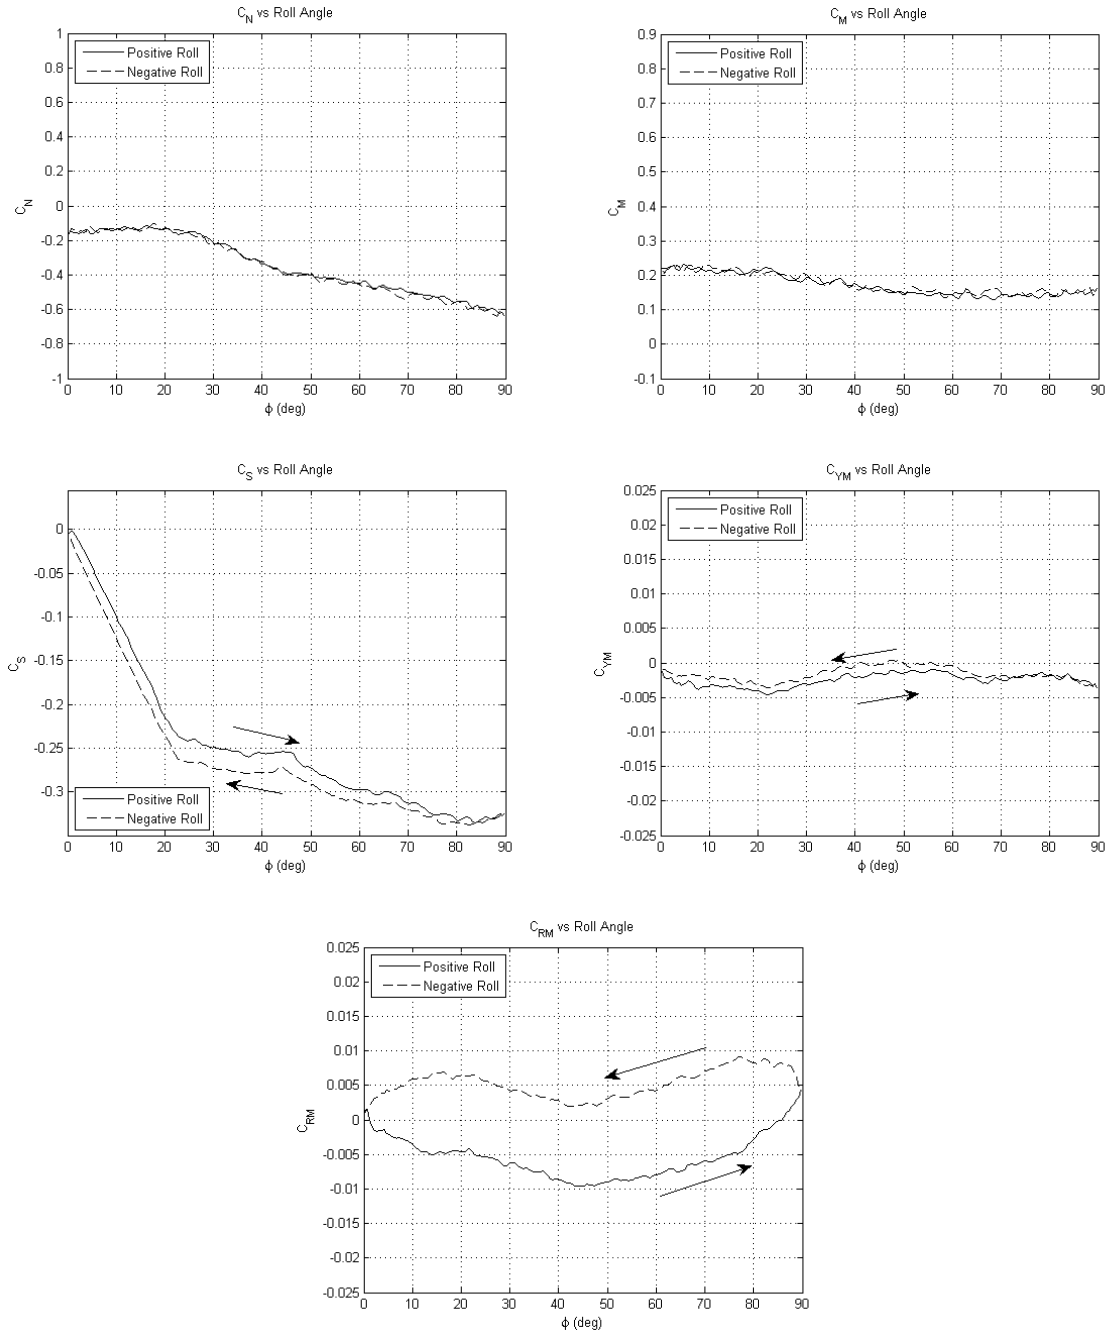 C_N vs Roll Angle
1
0.8
0.6
0.4
0.2
0
-0.2
-0.4
-0.6
-0.8
-1
C_N
Positive Roll
Negative Roll
0 10 20 30 40 50 60 70 80 90
ϕ (deg)
C_M vs Roll Angle
0.9
0.8
0.7
0.6
0.5
0.4
0.3
0.2
0.1
0
-0.1
C_M
Positive Roll
Negative Roll
0 10 20 30 40 50 60 70 80 90
ϕ (deg)
C_S vs Roll Angle
0
-0.05
-0.1
-0.15
-0.2
-0.25
-0.3
C_S
Positive Roll
Negative Roll
0 10 20 30 40 50 60 70 80 90
ϕ (deg)
C_YM vs Roll Angle
0.025
0.02
0.015
0.01
0.005
0
-0.005
-0.01
-0.015
-0.02
-0.025
C_YM
Positive Roll
Negative Roll
0 10 20 30 40 50 60 70 80 90
ϕ (deg)
C_RM vs Roll Angle
0.025
0.02
0.015
0.01
0.005
0
-0.005
-0.01
-0.015
-0.02
-0.025
C_RM
Positive Roll
Negative Roll
0 10 20 30 40 50 60 70 80 90
ϕ (deg)